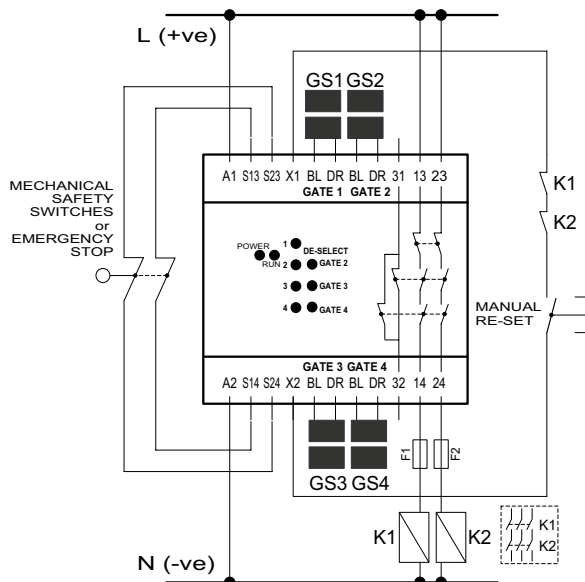 L (+ve)
GS1 GS2
A1 S13 S23 X1 BL DR BL DR 31 13 23
GATE 1 GATE 2
K1
K2
MECHANICAL
SAFETY
SWITCHES
or
EMERGENCY
STOP
POWER
RUN
1
DE-SELECT
2 GATE 2
3 GATE 3
4 GATE 4
MANUAL
RE-SET
GATE 3 GATE 4
A2 S14 S24 X2 BL DR BL DR 32 14 24
F1 F2
GS3 GS4
K1 K2
K1
K2
N (-ve)